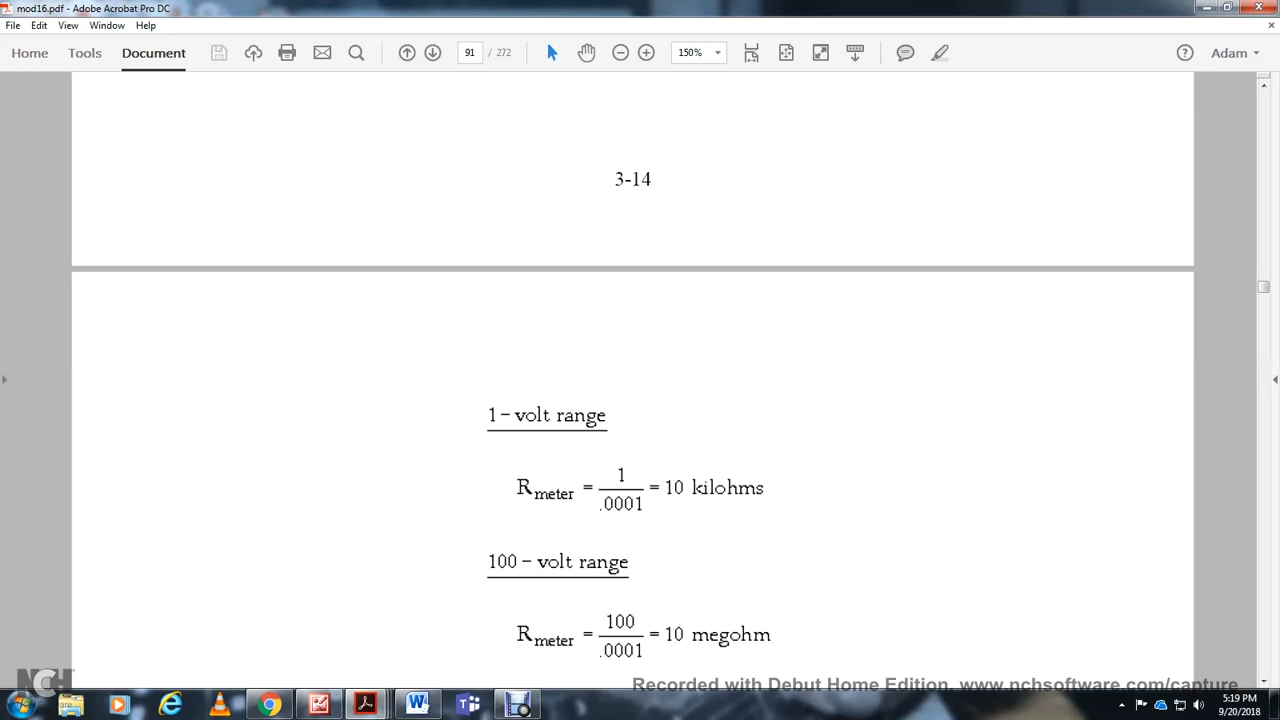 mod16.pdf - Adobe Acrobat Pro DC
File Edit View Window Help
Home Tools Document 91 / 272 150% Adam
3-14
1 – volt range
R meter = 1 / .0001 = 10 kilohms
100 – volt range
R meter = 100 / .0001 = 10 megohm
NCH
Recorded with Debut Home Edition. www.nchsoftware.com/capture
5:19 PM
9/20/2018